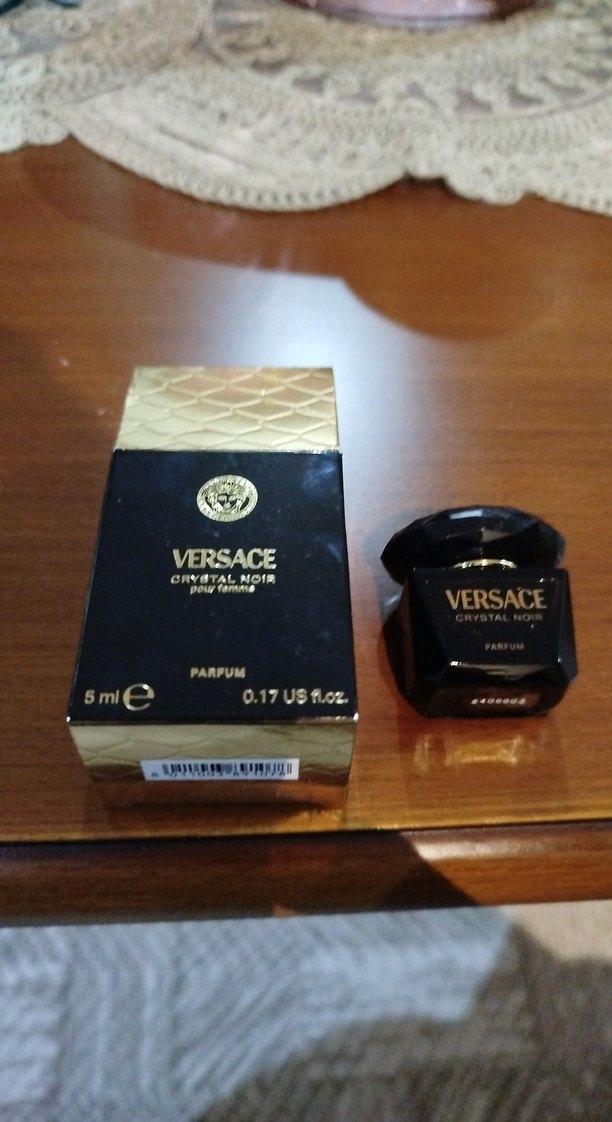 VERSACE
CRYSTAL NOIR
pour femme
PARFUM
5 ml e 0.17 US fl.oz.
VERSACE
CRYSTAL NOIR
PARFUM